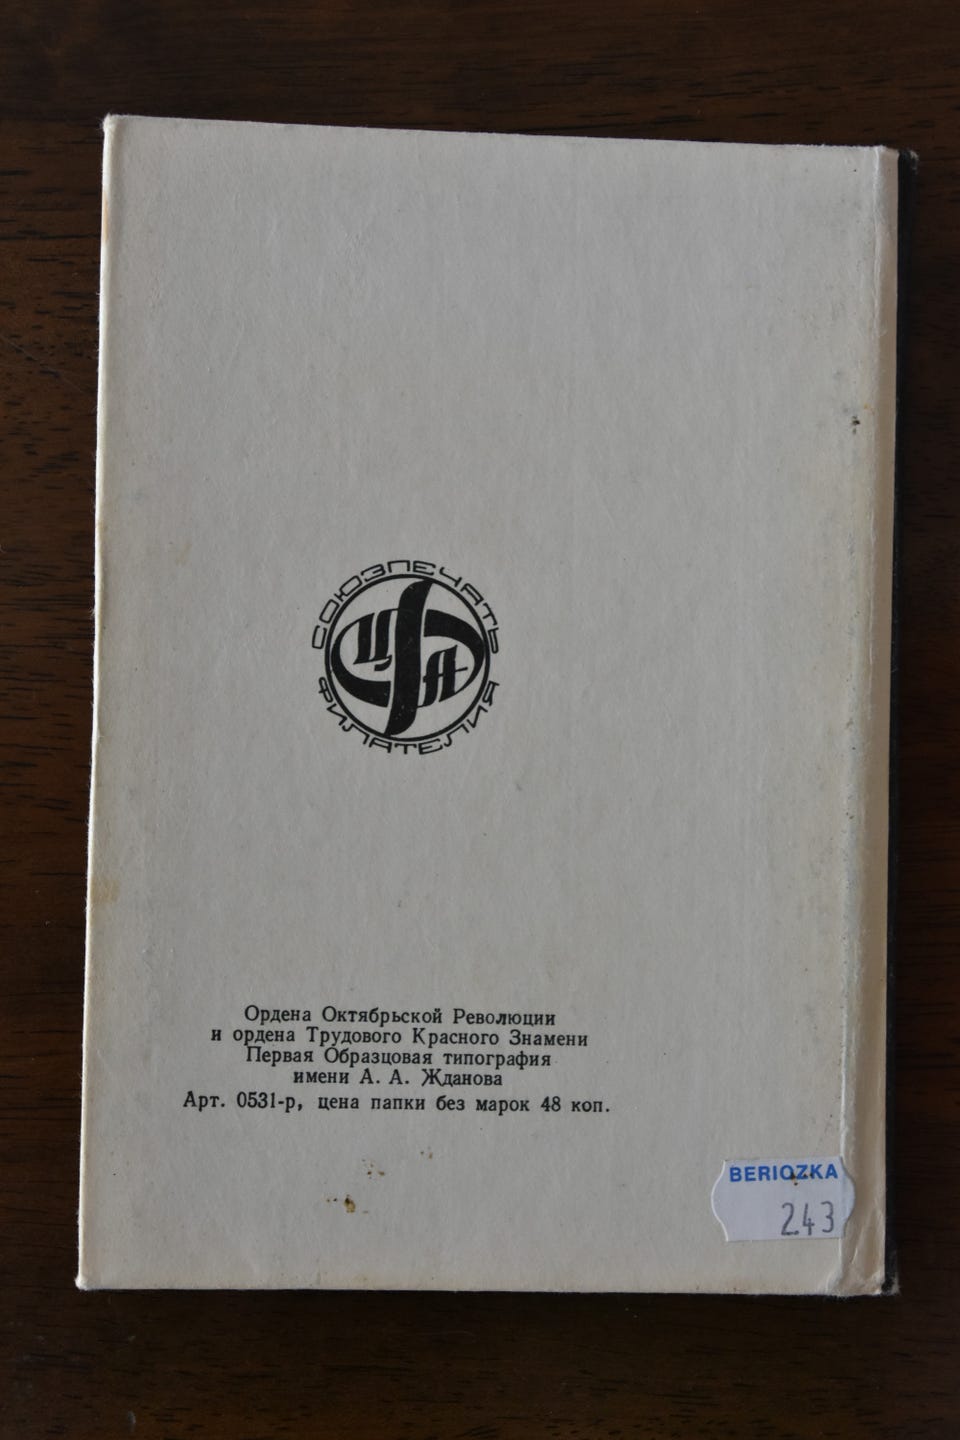 СОЮЗПЕЧАТЬ
ЦФА
ФИЛАТЕЛИЯ
Ордена Октябрьской Революции
и ордена Трудового Красного Знамени
Первая Образцовая типография
имени А. А. Жданова
Арт. 0531-р, цена папки без марок 48 коп.
BERIOZKA
243